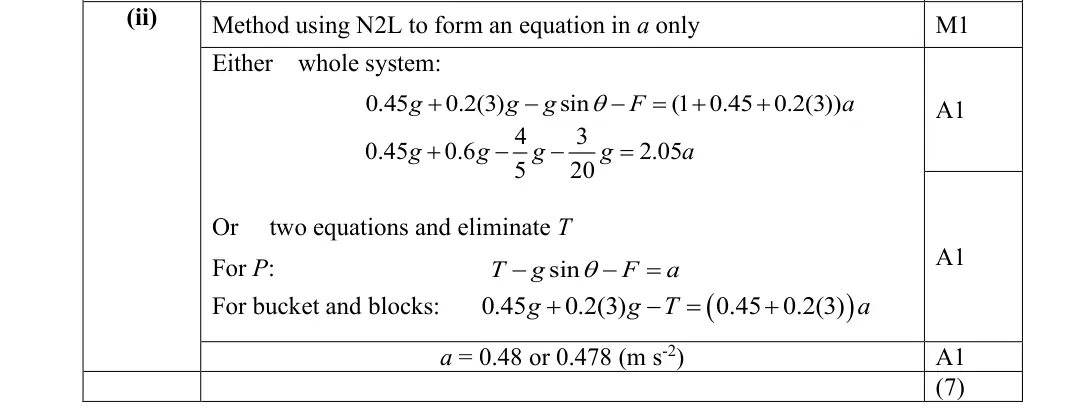 (ii) Method using N2L to form an equation in a only M1
Either whole system:
0.45g + 0.2(3)g − g sin θ − F = (1 + 0.45 + 0.2(3))a A1
0.45g + 0.6g − 4/5 g − 3/20 g = 2.05a
Or two equations and eliminate T
For P: T − g sin θ − F = a A1
For bucket and blocks: 0.45g + 0.2(3)g − T = (0.45 + 0.2(3))a
a = 0.48 or 0.478 (m s⁻²) A1
(7)